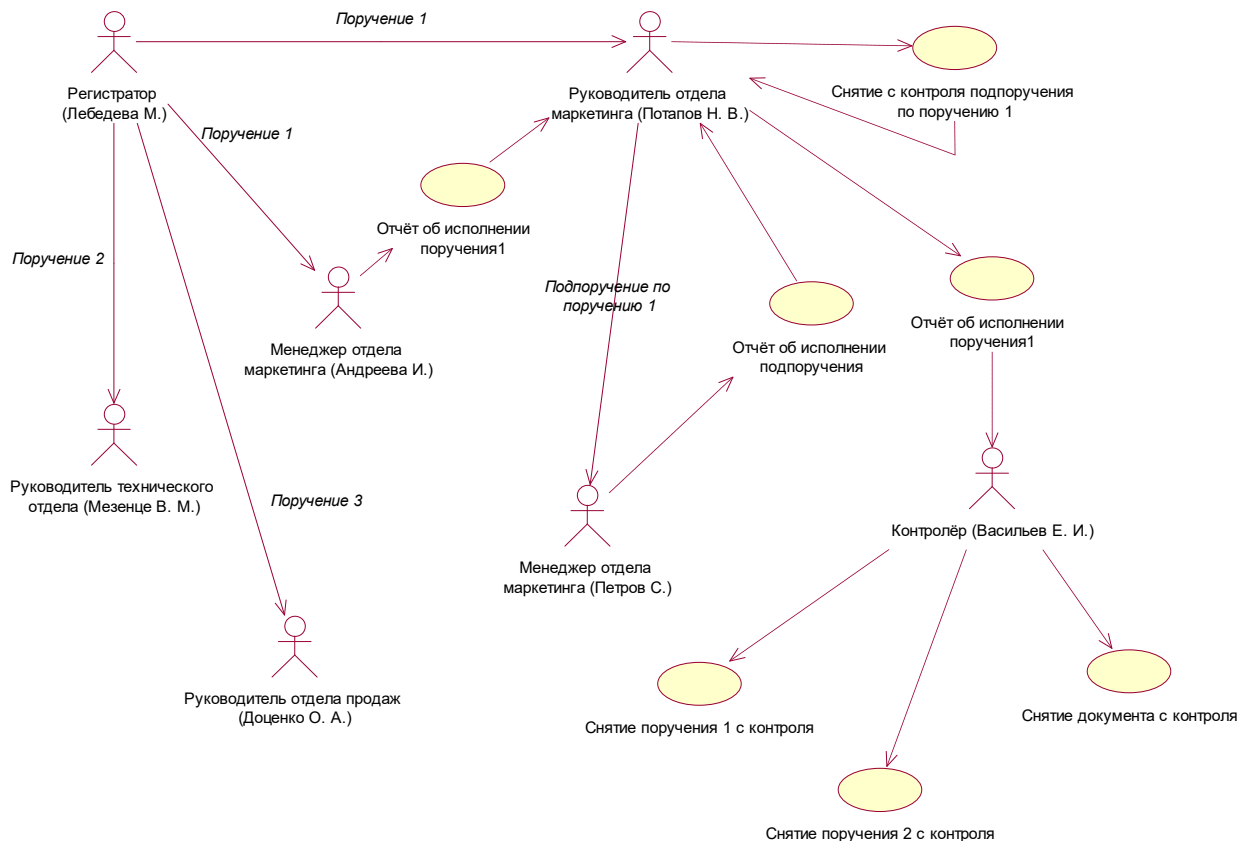 Поручение 1
Регистратор
(Лебедева М.)
Руководитель отдела
маркетинга (Потапов Н. В.)
Снятие с контроля подпоручения
по поручению 1
Поручение 1
Отчёт об исполнении
поручения1
Поручение 2
Менеджер отдела
маркетинга (Андреева И.)
Подпоручение по
поручению 1
Отчёт об исполнении
подпоручения
Отчёт об исполнении
поручения1
Руководитель технического
отдела (Мезенце В. М.)
Поручение 3
Менеджер отдела
маркетинга (Петров С.)
Контролёр (Васильев Е. И.)
Руководитель отдела продаж
(Доценко О. А.)
Снятие поручения 1 с контроля
Снятие документа с контроля
Снятие поручения 2 с контроля